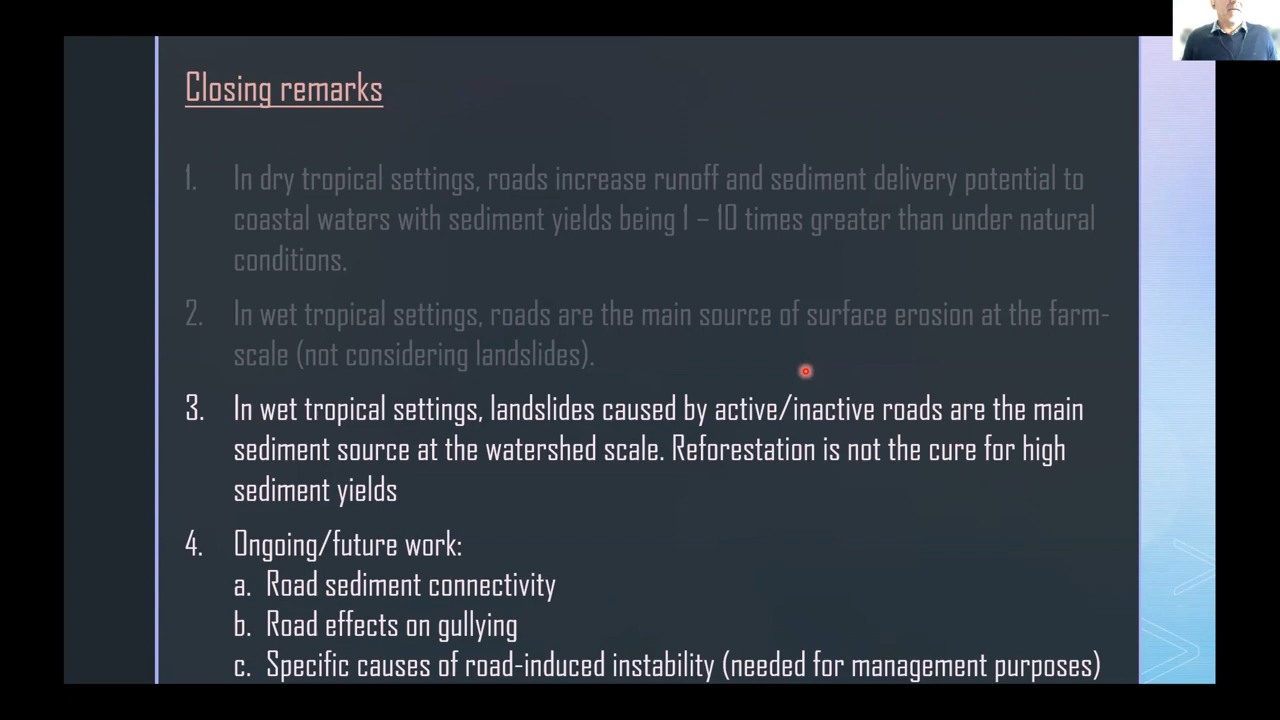 Closing remarks
1. In dry tropical settings, roads increase runoff and sediment delivery potential to
coastal waters with sediment yields being 1 – 10 times greater than under natural
conditions.
2. In wet tropical settings, roads are the main source of surface erosion at the farm-
scale (not considering landslides).
3. In wet tropical settings, landslides caused by active/inactive roads are the main
sediment source at the watershed scale. Reforestation is not the cure for high
sediment yields
4. Ongoing/future work:
a. Road sediment connectivity
b. Road effects on gullying
c. Specific causes of road-induced instability (needed for management purposes)